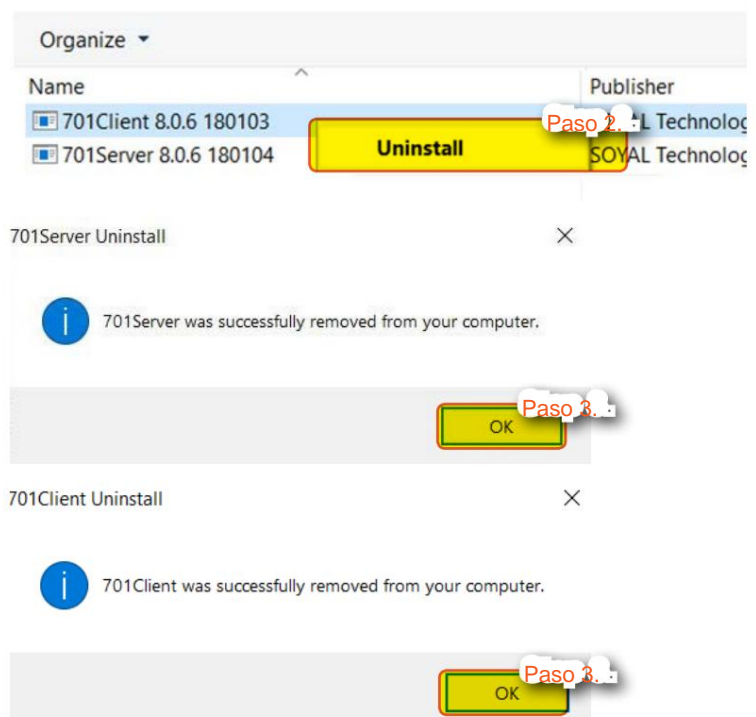 Organize
Name Publisher
701Client 8.0.6 180103 Paso 2. L Technolog
701Server 8.0.6 180104 Uninstall SOYAL Technolog
701Server Uninstall
701Server was successfully removed from your computer.
Paso 3.
OK
701Client Uninstall
701Client was successfully removed from your computer.
Paso 3.
OK